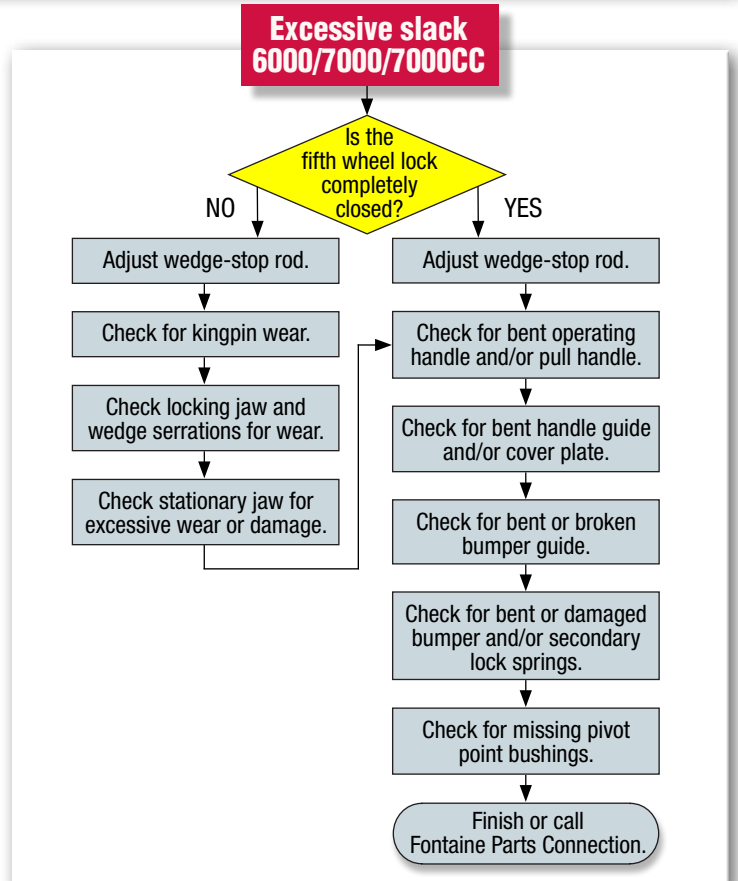 Excessive slack
6000/7000/7000CC
Is the
fifth wheel lock
completely
closed?
NO
YES
Adjust wedge-stop rod.
Check for kingpin wear.
Check locking jaw and
wedge serrations for wear.
Check stationary jaw for
excessive wear or damage.
Adjust wedge-stop rod.
Check for bent operating
handle and/or pull handle.
Check for bent handle guide
and/or cover plate.
Check for bent or broken
bumper guide.
Check for bent or damaged
bumper and/or secondary
lock springs.
Check for missing pivot
point bushings.
Finish or call
Fontaine Parts Connection.